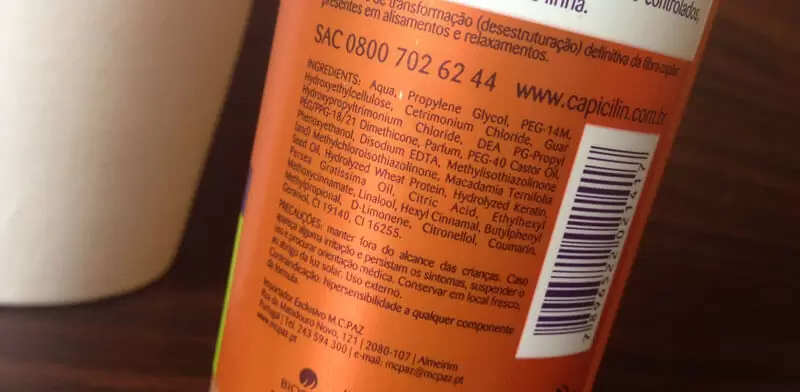 linha.
controlados,
de transformação (desestruturação) definitiva da fibra capilar
presentes em alisamentos e relaxamentos.
SAC 0800 702 62 44 www.capicilin.com.br
INGREDIENTS: Aqua, Propylene Glycol, PEG-14M,
Hydroxyethylcellulose, Cetrimonium Chloride, Guar
Hydroxypropyltrimonium Chloride, DEA PG-Propyl
PEG/PPG-18/21 Dimethicone, Parfum, PEG-40 Castor Oil,
Phenoxyethanol, Disodium EDTA, Methylisothiazolinone
(and) Methylchloroisothiazolinone, Macadamia Ternifolia
Seed Oil, Hydrolyzed Wheat Protein, Hydrolyzed Keratin,
Persea Gratissima Oil, Citric Acid, Ethylhexyl
Methoxycinnamate, Linalool, Hexyl Cinnamal, Butylphenyl
Methylpropional, D-Limonene, Citronellol, Coumarin,
Geraniol, CI 19140, CI 16255.
PRECAUÇÕES: manter fora do alcance das crianças. Caso
apareça alguma irritação e persistam os sintomas, suspender o
uso e procurar orientação médica. Conservar em local fresco,
ao abrigo da luz solar. Uso externo.
Contraindicação: hipersensibilidade a qualquer componente
da fórmula.
Importador Exclusivo M.C.PAZ
Rua do Matadouro Novo, 121 | 2080-107 | Almeirim
Portugal | Tel. 243 594 300 | e-mail: mcpaz@mcpaz.pt
www.mcpaz.pt
BIO